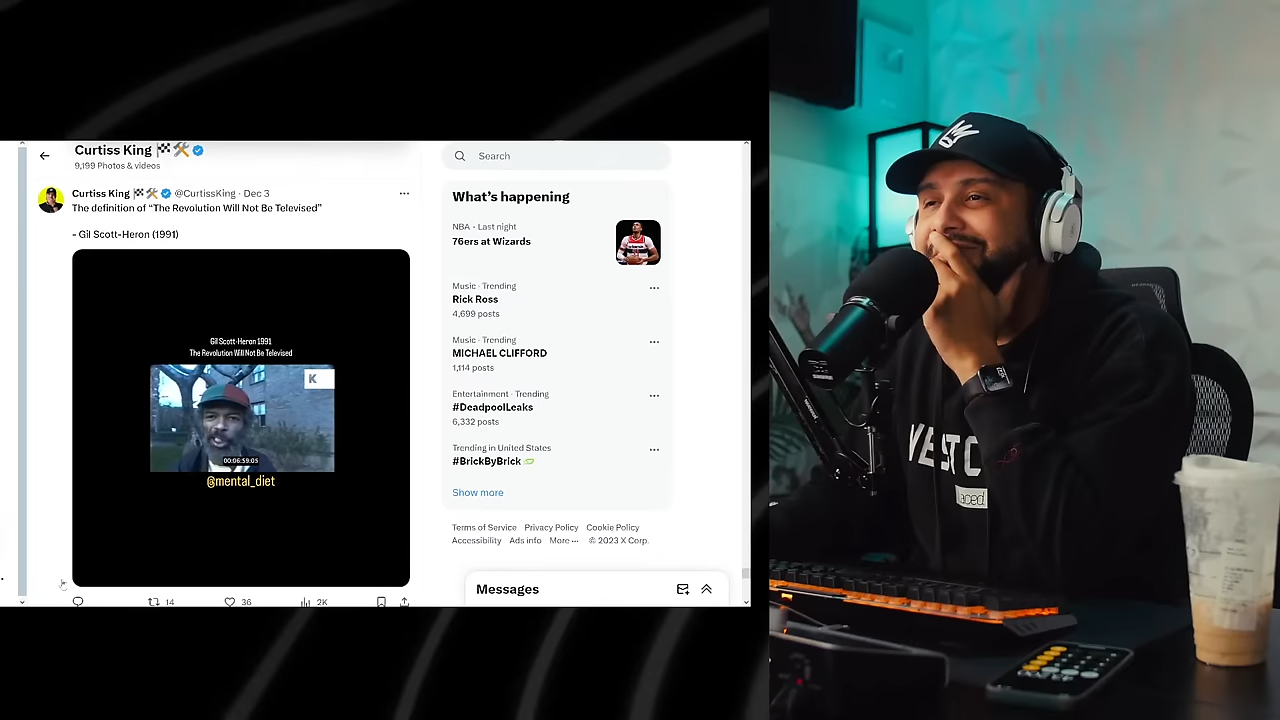 Curtiss King 🏁🛠️
9,199 Photos & videos
Curtiss King 🏁🛠️ @CurtissKing · Dec 3
The definition of “The Revolution Will Not Be Televised”
- Gil Scott-Heron (1991)
Gil Scott-Heron 1991
The Revolution Will Not Be Televised
K
00:06:59:05
@mental_diet
14
36
2K
Search
What’s happening
NBA · Last night
76ers at Wizards
Music · Trending
Rick Ross
4,699 posts
Music · Trending
MICHAEL CLIFFORD
1,114 posts
Entertainment · Trending
#DeadpoolLeaks
6,332 posts
Trending in United States
#BrickByBrick
Show more
Terms of Service Privacy Policy Cookie Policy
Accessibility Ads info More ··· © 2023 X Corp.
Messages